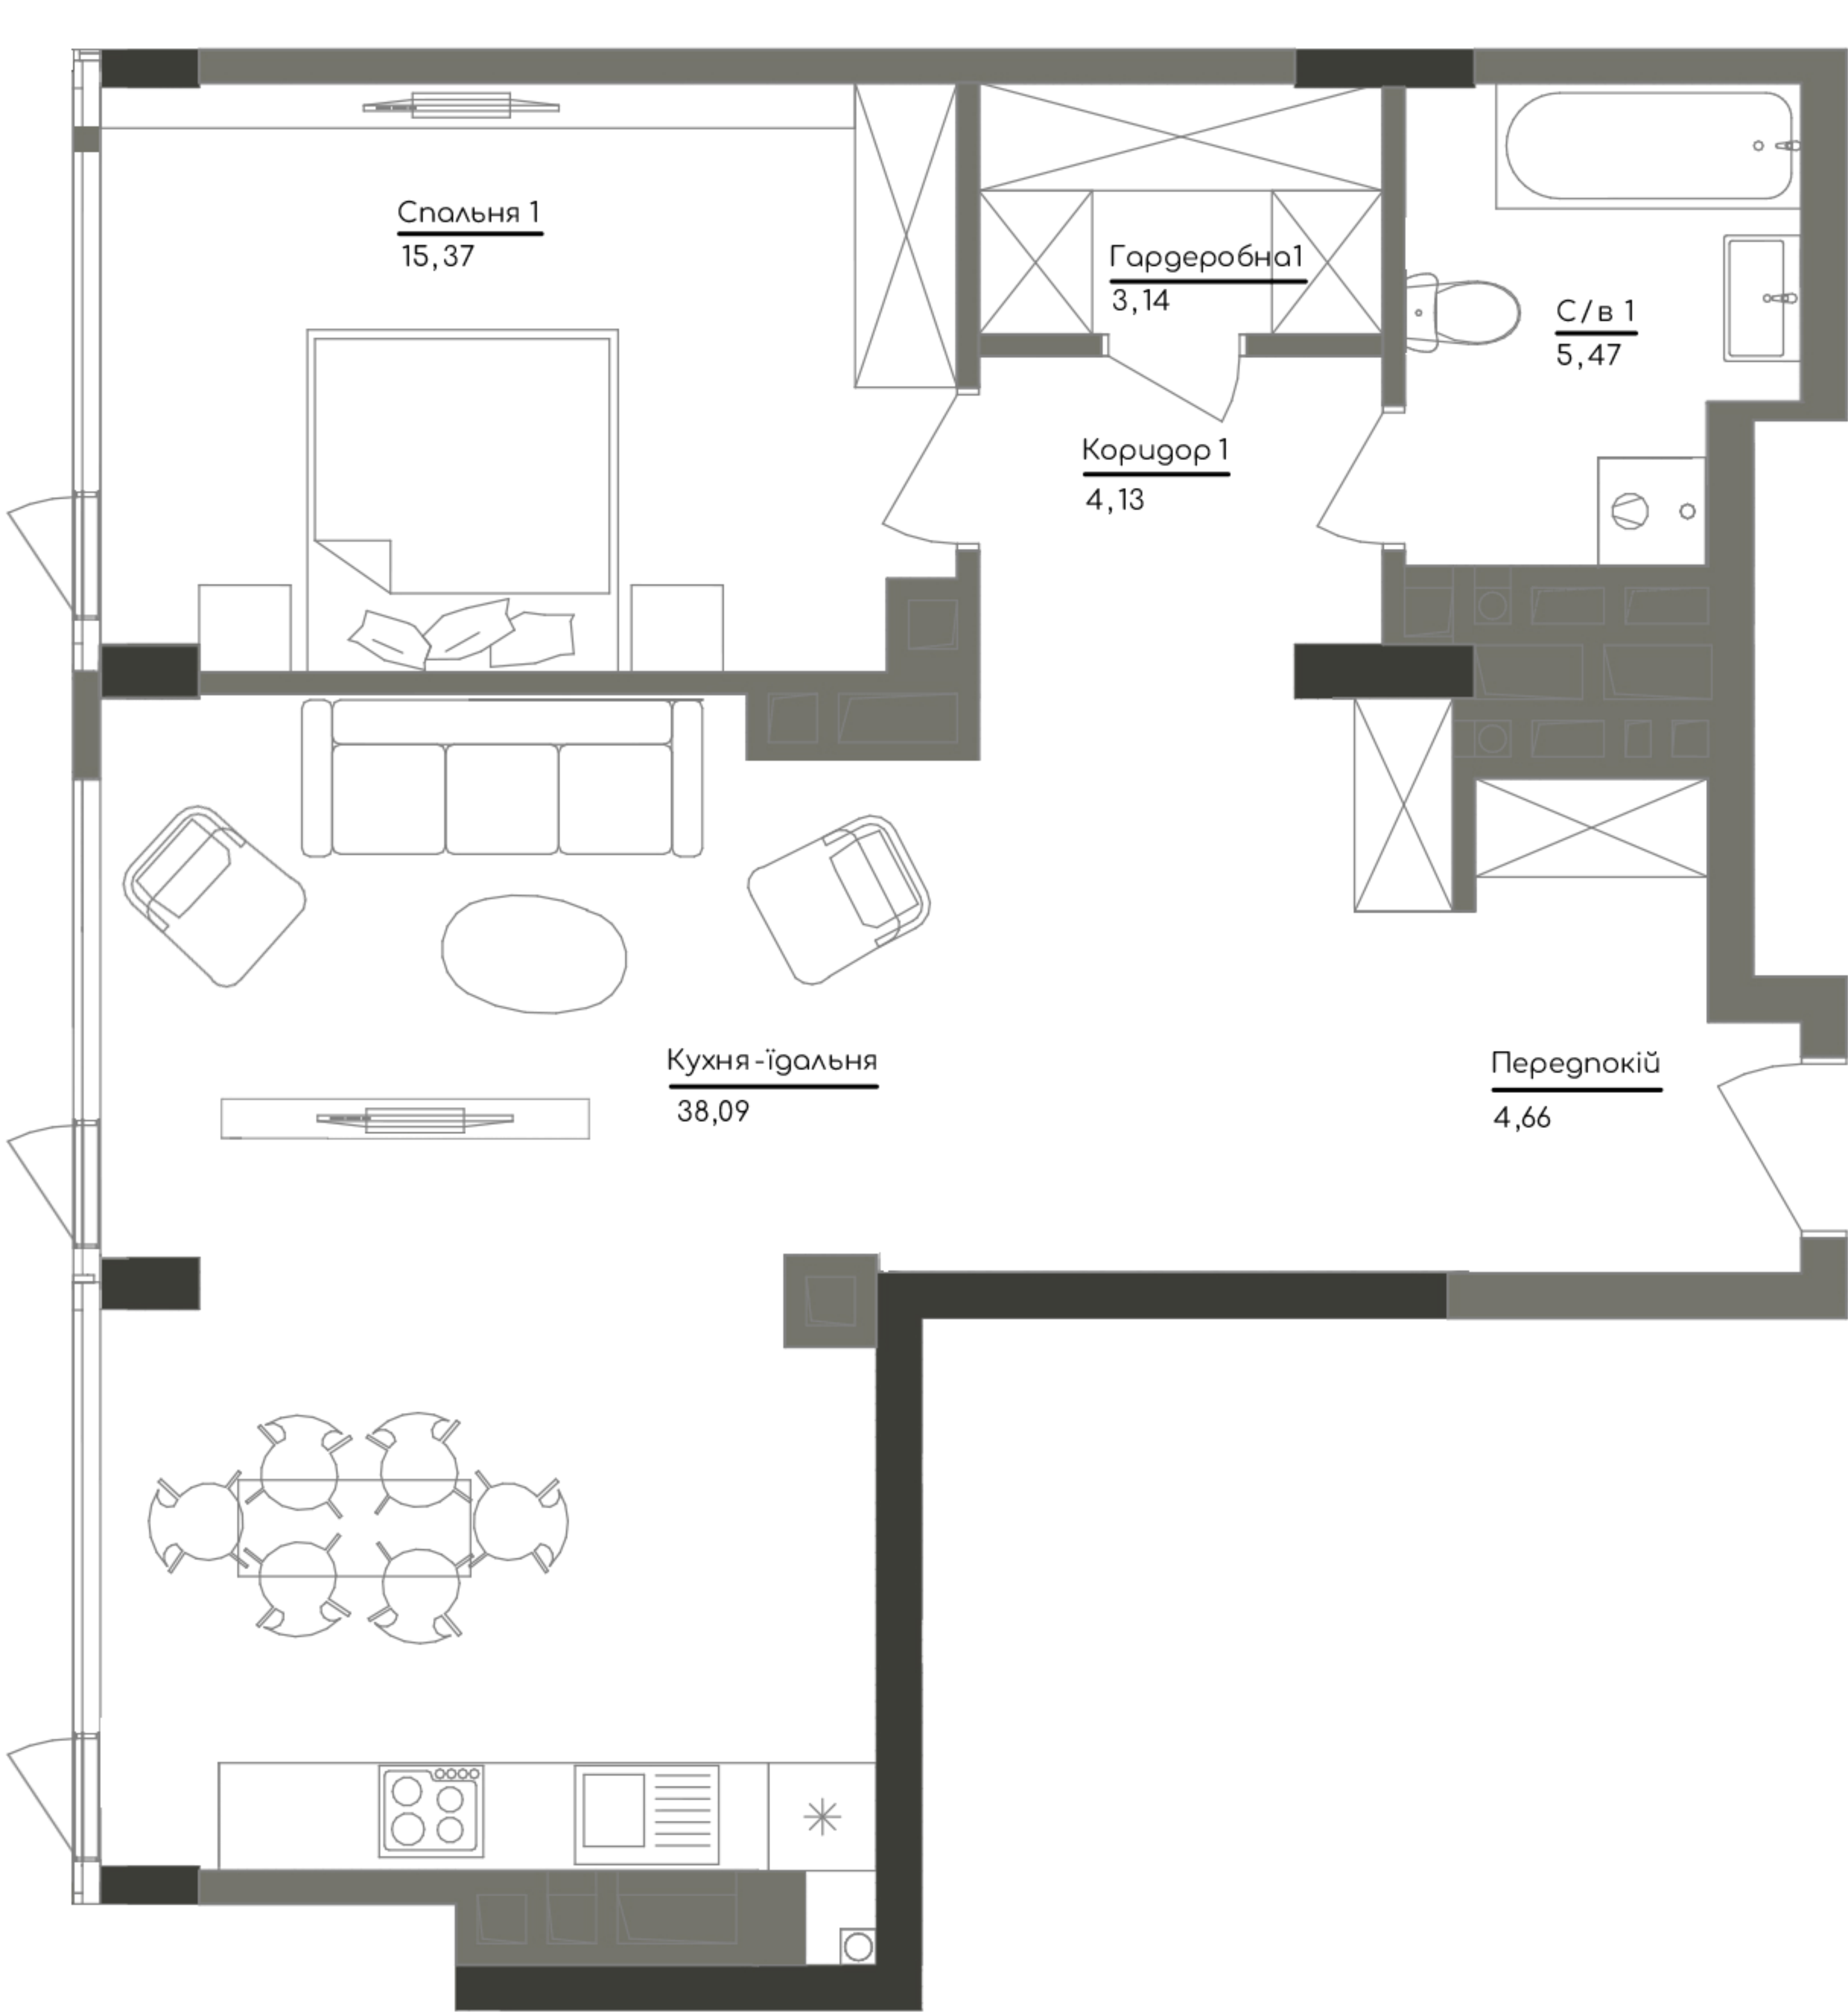 Спальня 1
15,37
Гардеробна1
3,14
С/в 1
5,47
Коридор 1
4,13
Кухня-їдальня
38,09
Передпокій
4,66